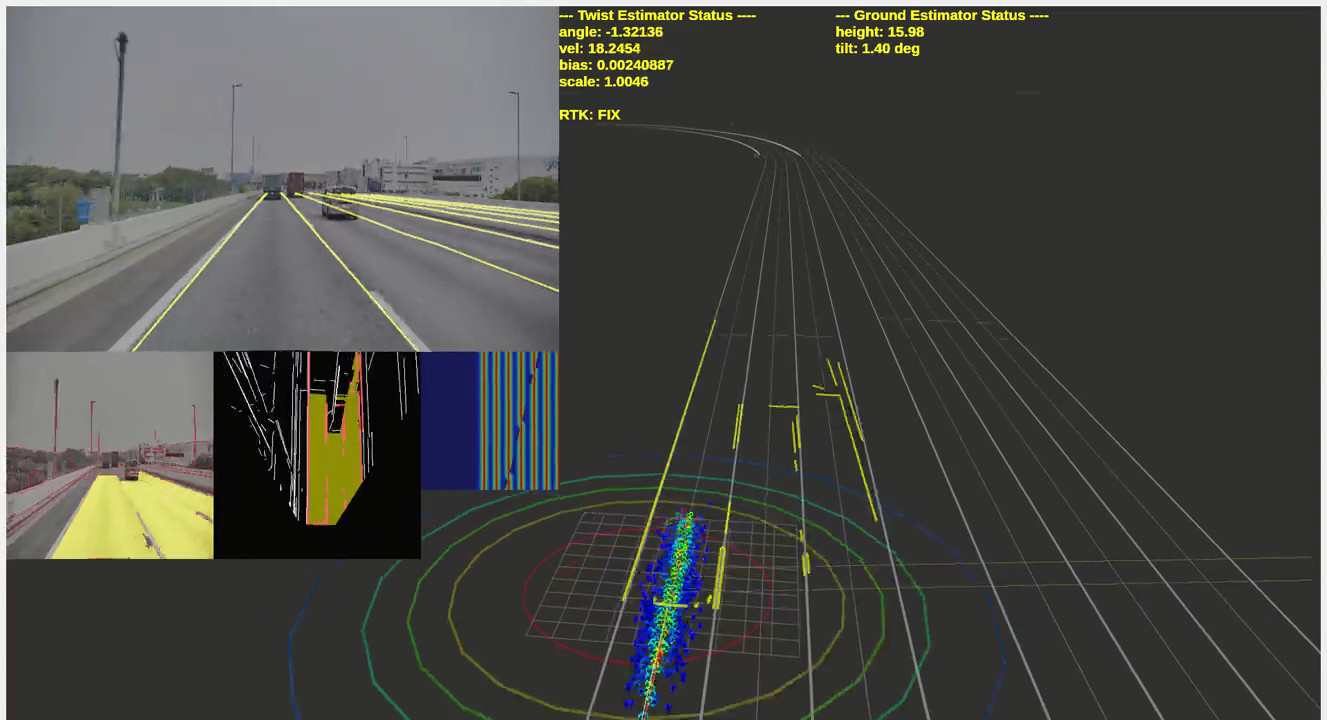 --- Twist Estimator Status ----
angle: -1.32136
vel: 18.2454
bias: 0.00240887
scale: 1.0046
RTK: FIX
--- Ground Estimator Status ----
height: 15.98
tilt: 1.40 deg